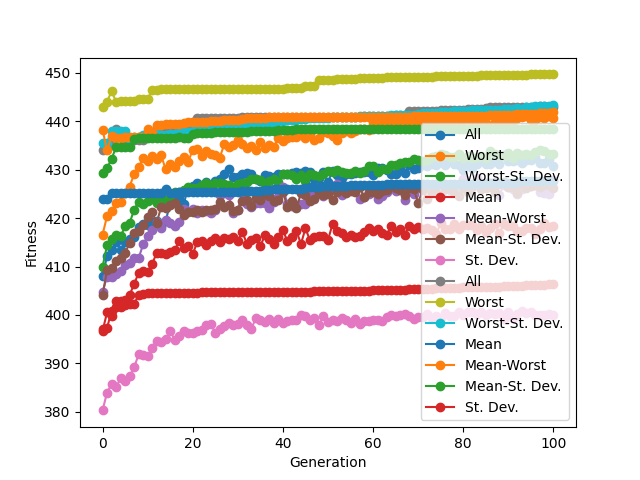 450
440
430
420
410
400
390
380
Fitness
0
20
40
60
80
100
Generation
All
Worst
Worst-St. Dev.
Mean
Mean-Worst
Mean-St. Dev.
St. Dev.
All
Worst
Worst-St. Dev.
Mean
Mean-Worst
Mean-St. Dev.
St. Dev.